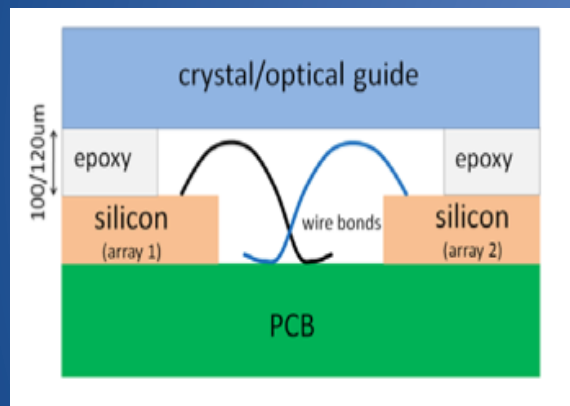 crystal/optical guide
100/120um
epoxy
epoxy
silicon
(array 1)
wire bonds
silicon
(array 2)
PCB